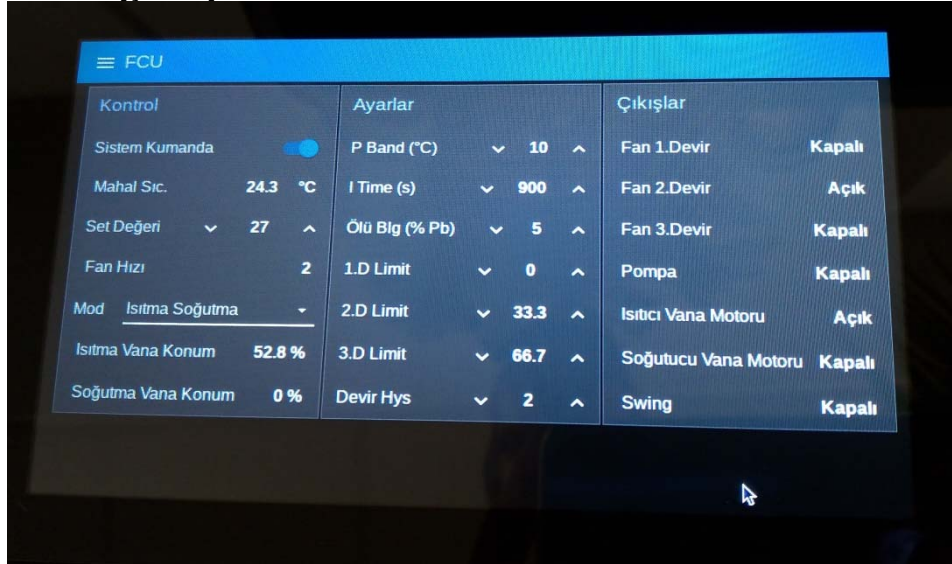 FCU
Kontrol
Sistem Kumanda
Mahal Sıc. 24.3 °C
Set Değeri 27
Fan Hızı 2
Mod Isıtma Soğutma
Isıtma Vana Konum 52.8 %
Soğutma Vana Konum 0 %
Ayarlar
P Band (°C) 10
I Time (s) 900
Ölü Blg (% Pb) 5
1.D Limit 0
2.D Limit 33.3
3.D Limit 66.7
Devir Hys 2
Çıkışlar
Fan 1.Devir Kapalı
Fan 2.Devir Açık
Fan 3.Devir Kapalı
Pompa Kapalı
Isıtıcı Vana Motoru Açık
Soğutucu Vana Motoru Kapalı
Swing Kapalı